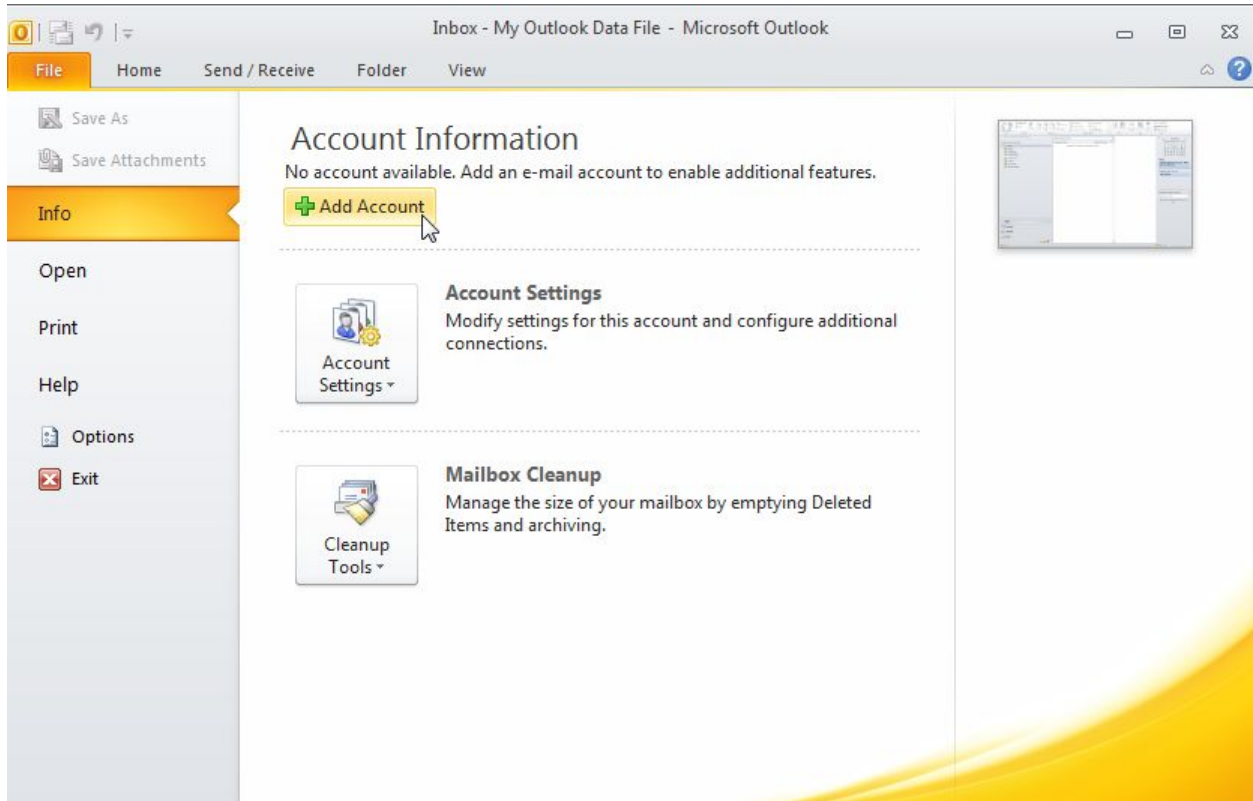 Inbox - My Outlook Data File - Microsoft Outlook
File Home Send / Receive Folder View
Save As
Save Attachments
Info
Open
Print
Help
Options
Exit
Account Information
No account available. Add an e-mail account to enable additional features.
Add Account
Account Settings
Modify settings for this account and configure additional
connections.
Account
Settings
Mailbox Cleanup
Manage the size of your mailbox by emptying Deleted
Items and archiving.
Cleanup
Tools